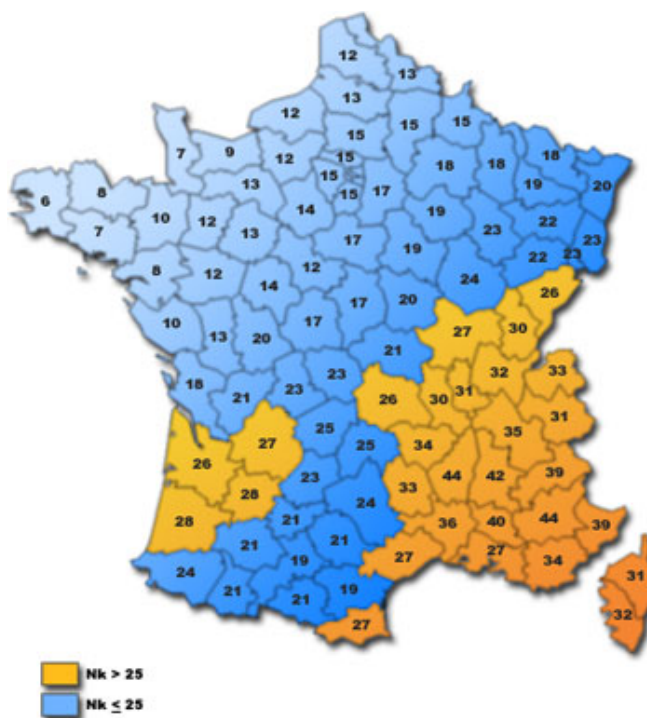 12
13
12 13
15 15
7 9 12 15 18 18 18
15 17 19 20
6 8 13 15
10 12 14 19
7 13 17 23 22 23
8 12 12 19 22 23
14 24
10 20 26
13 20 17 17 27 30
21
18 23 32 33
21 23 26 30 31 31
25
27 25 34 35
26 23 44 42 39
28 33
24
28 21 36 40 44 39
21 21 27
24 19 27 34
21 21 19 31
27 32
Nk > 25
Nk ≤ 25